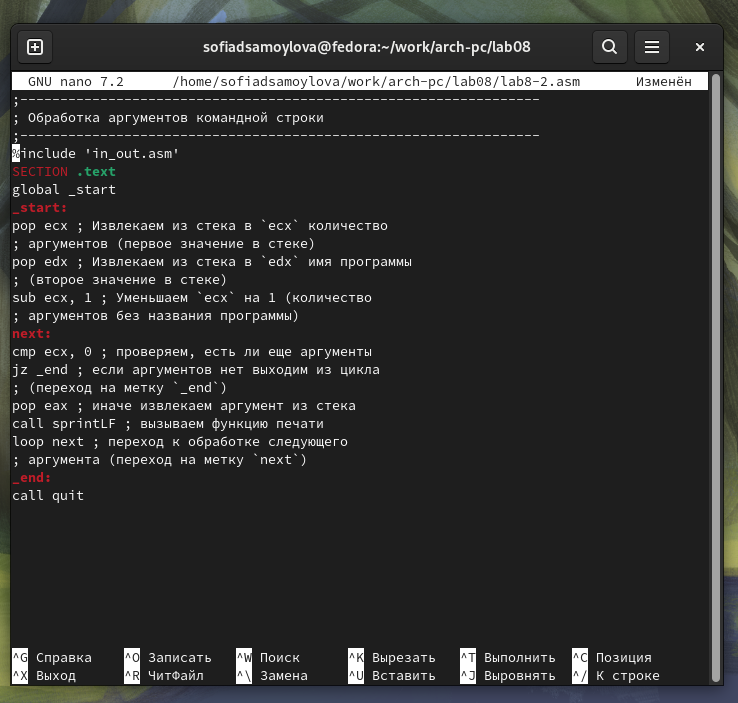 sofiadsamoylova@fedora:~/work/arch-pc/lab08
GNU nano 7.2 /home/sofiadsamoylova/work/arch-pc/lab08/lab8-2.asm Изменён
;-----------------------------------------------------------------
; Обработка аргументов командной строки
;-----------------------------------------------------------------
%include 'in_out.asm'
SECTION .text
global _start
_start:
pop ecx ; Извлекаем из стека в `ecx` количество
; аргументов (первое значение в стеке)
pop edx ; Извлекаем из стека в `edx` имя программы
; (второе значение в стеке)
sub ecx, 1 ; Уменьшаем `ecx` на 1 (количество
; аргументов без названия программы)
next:
cmp ecx, 0 ; проверяем, есть ли еще аргументы
jz _end ; если аргументов нет выходим из цикла
; (переход на метку `_end`)
pop eax ; иначе извлекаем аргумент из стека
call sprintLF ; вызываем функцию печати
loop next ; переход к обработке следующего
; аргумента (переход на метку `next`)
_end:
call quit
^G Справка ^O Записать ^W Поиск ^K Вырезать ^T Выполнить ^C Позиция
^X Выход ^R ЧитФайл ^\ Замена ^U Вставить ^J Выровнять ^/ К строке